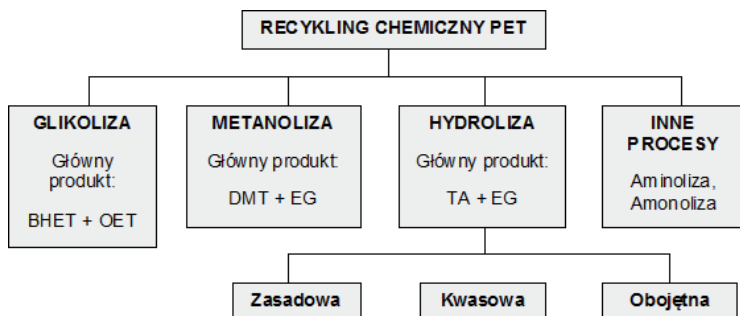 RECYKLING CHEMICZNY PET
GLIKOLIZA
Główny
produkt:
BHET + OET
METANOLIZA
Główny produkt:
DMT + EG
HYDROLIZA
Główny produkt:
TA + EG
INNE
PROCESY
Aminoliza,
Amonoliza
Zasadowa
Kwasowa
Obojętna